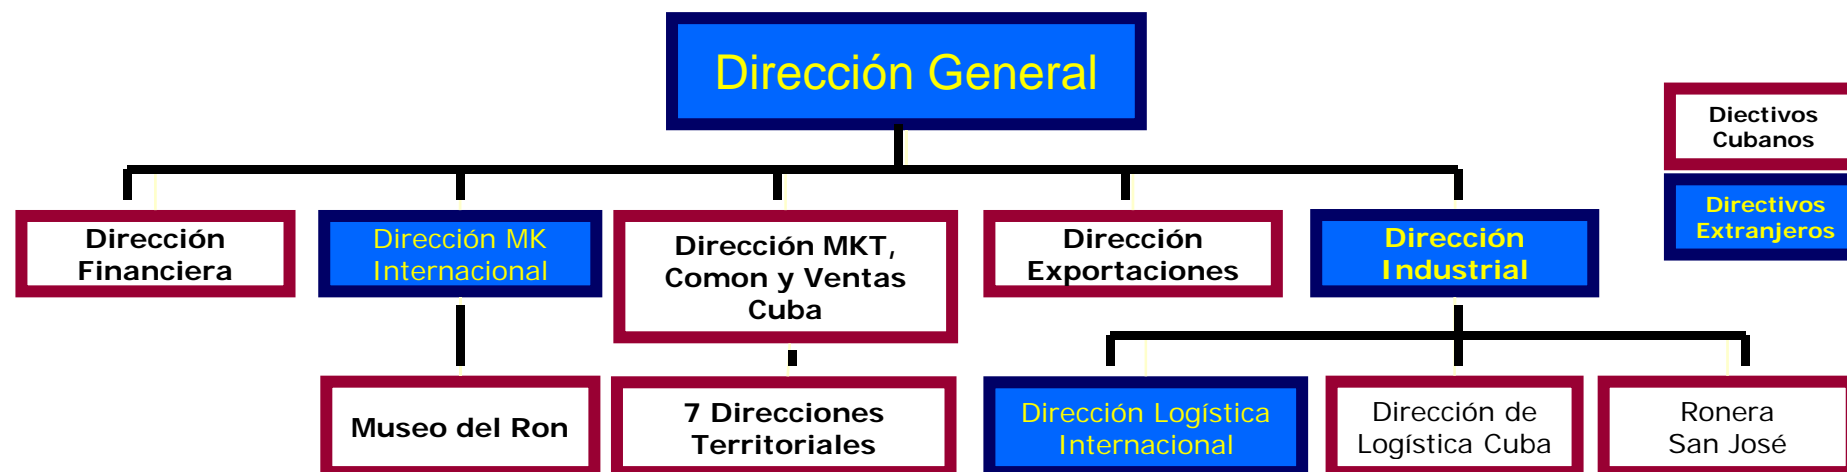 Dirección General
Diectivos
Cubanos
Directivos
Extranjeros
Dirección
Financiera
Dirección MK
Internacional
Dirección MKT,
Comon y Ventas
Cuba
Dirección
Exportaciones
Dirección
Industrial
Museo del Ron
7 Direcciones
Territoriales
Dirección Logística
Internacional
Dirección de
Logística Cuba
Ronera
San José